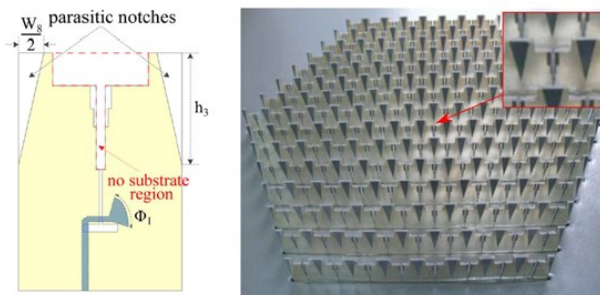 parasitic notches
W₈
2
h₃
no substrate
region
Φ₁